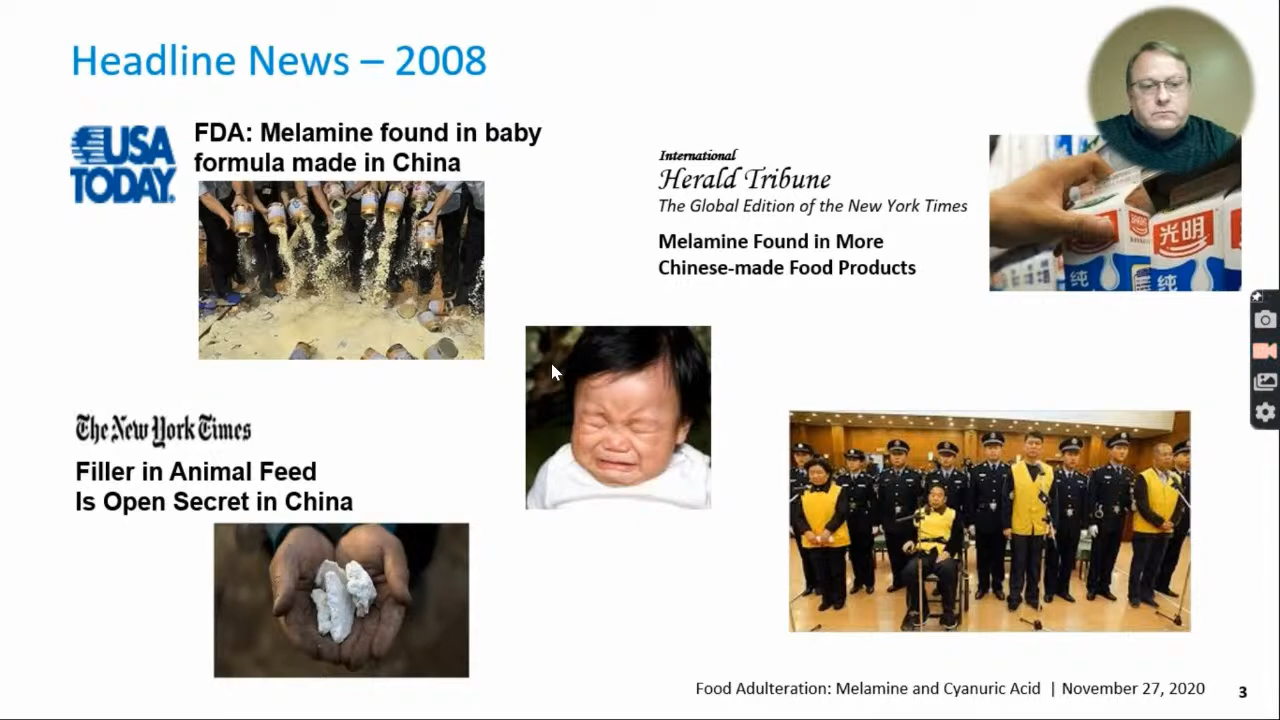 Headline News – 2008
USA
TODAY.
FDA: Melamine found in baby
formula made in China
International
Herald Tribune
The Global Edition of the New York Times
Melamine Found in More
Chinese-made Food Products
光明
纯
纯
The New York Times
Filler in Animal Feed
Is Open Secret in China
Food Adulteration: Melamine and Cyanuric Acid | November 27, 2020
3